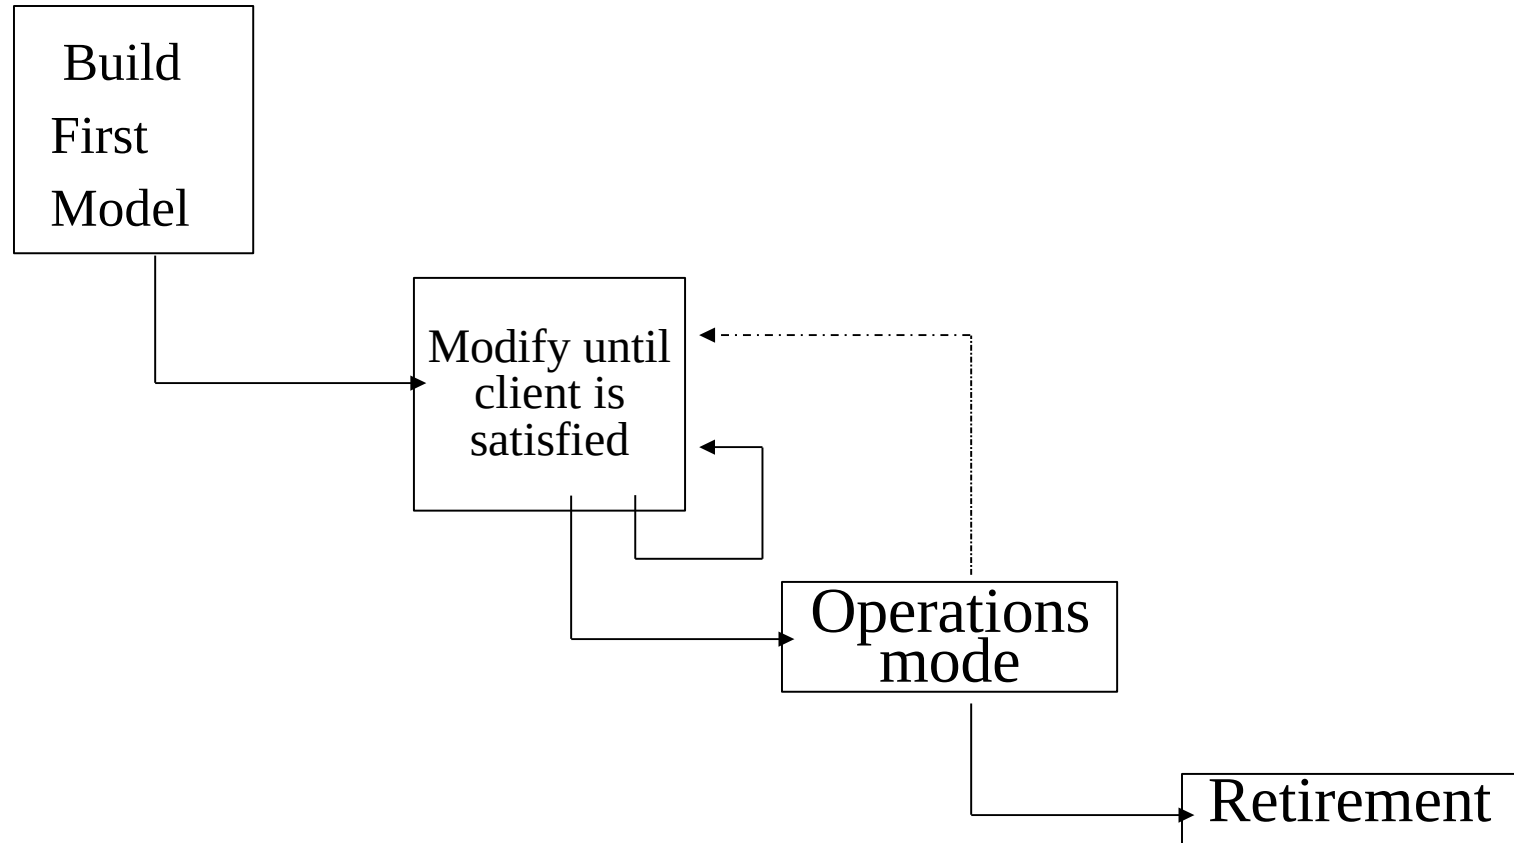 Build
First
Model
Modify until
client is
satisfied
Operations
mode
Retirement